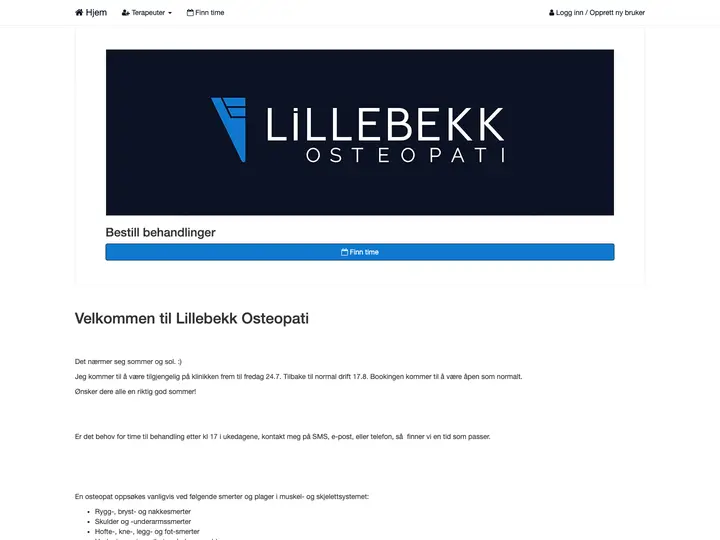 Hjem
Terapeuter
Finn time
Logg inn / Opprett ny bruker
LiLLEBEKK
OSTEOPATI
Bestill behandlinger
Finn time
Velkommen til Lillebekk Osteopati
Det nærmer seg sommer og sol. :)
Jeg kommer til å være tilgjengelig på klinikken frem til fredag 24.7. Tilbake til normal drift 17.8. Bookingen kommer til å være åpen som normalt.
Ønsker dere alle en riktig god sommer!
Er det behov for time til behandling etter kl 17 i ukedagene, kontakt meg på SMS, e-post, eller telefon, så  finner vi en tid som passer.
En osteopat oppsøkes vanligvis ved følgende smerter og plager i muskel- og skjelettsystemet:
Rygg-, bryst- og nakkesmerter
Skulder og -underarmssmerter
Hofte-, kne-, legg- og fot-smerter